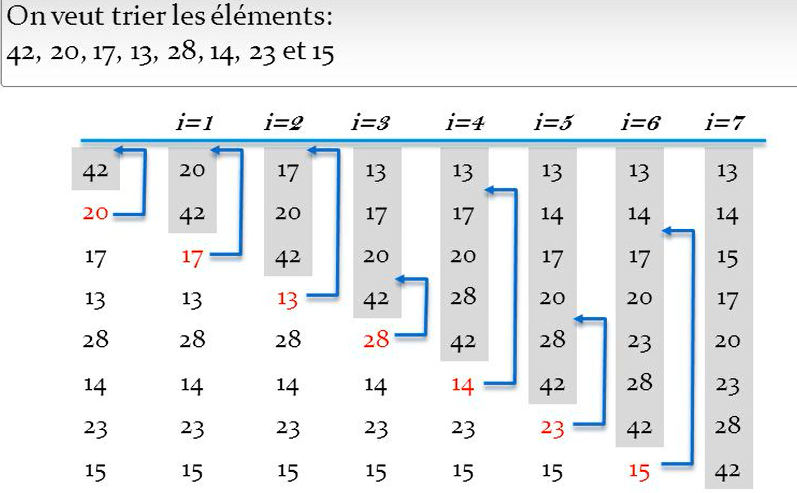 On veut trier les éléments:
42, 20, 17, 13, 28, 14, 23 et 15
i=1 i=2 i=3 i=4 i=5 i=6 i=7
42 20 17 13 13 13 13 13
20 42 20 17 17 14 14 14
17 17 42 20 20 17 17 15
13 13 13 42 28 20 20 17
28 28 28 28 42 28 23 20
14 14 14 14 14 42 28 23
23 23 23 23 23 23 42 28
15 15 15 15 15 15 15 42